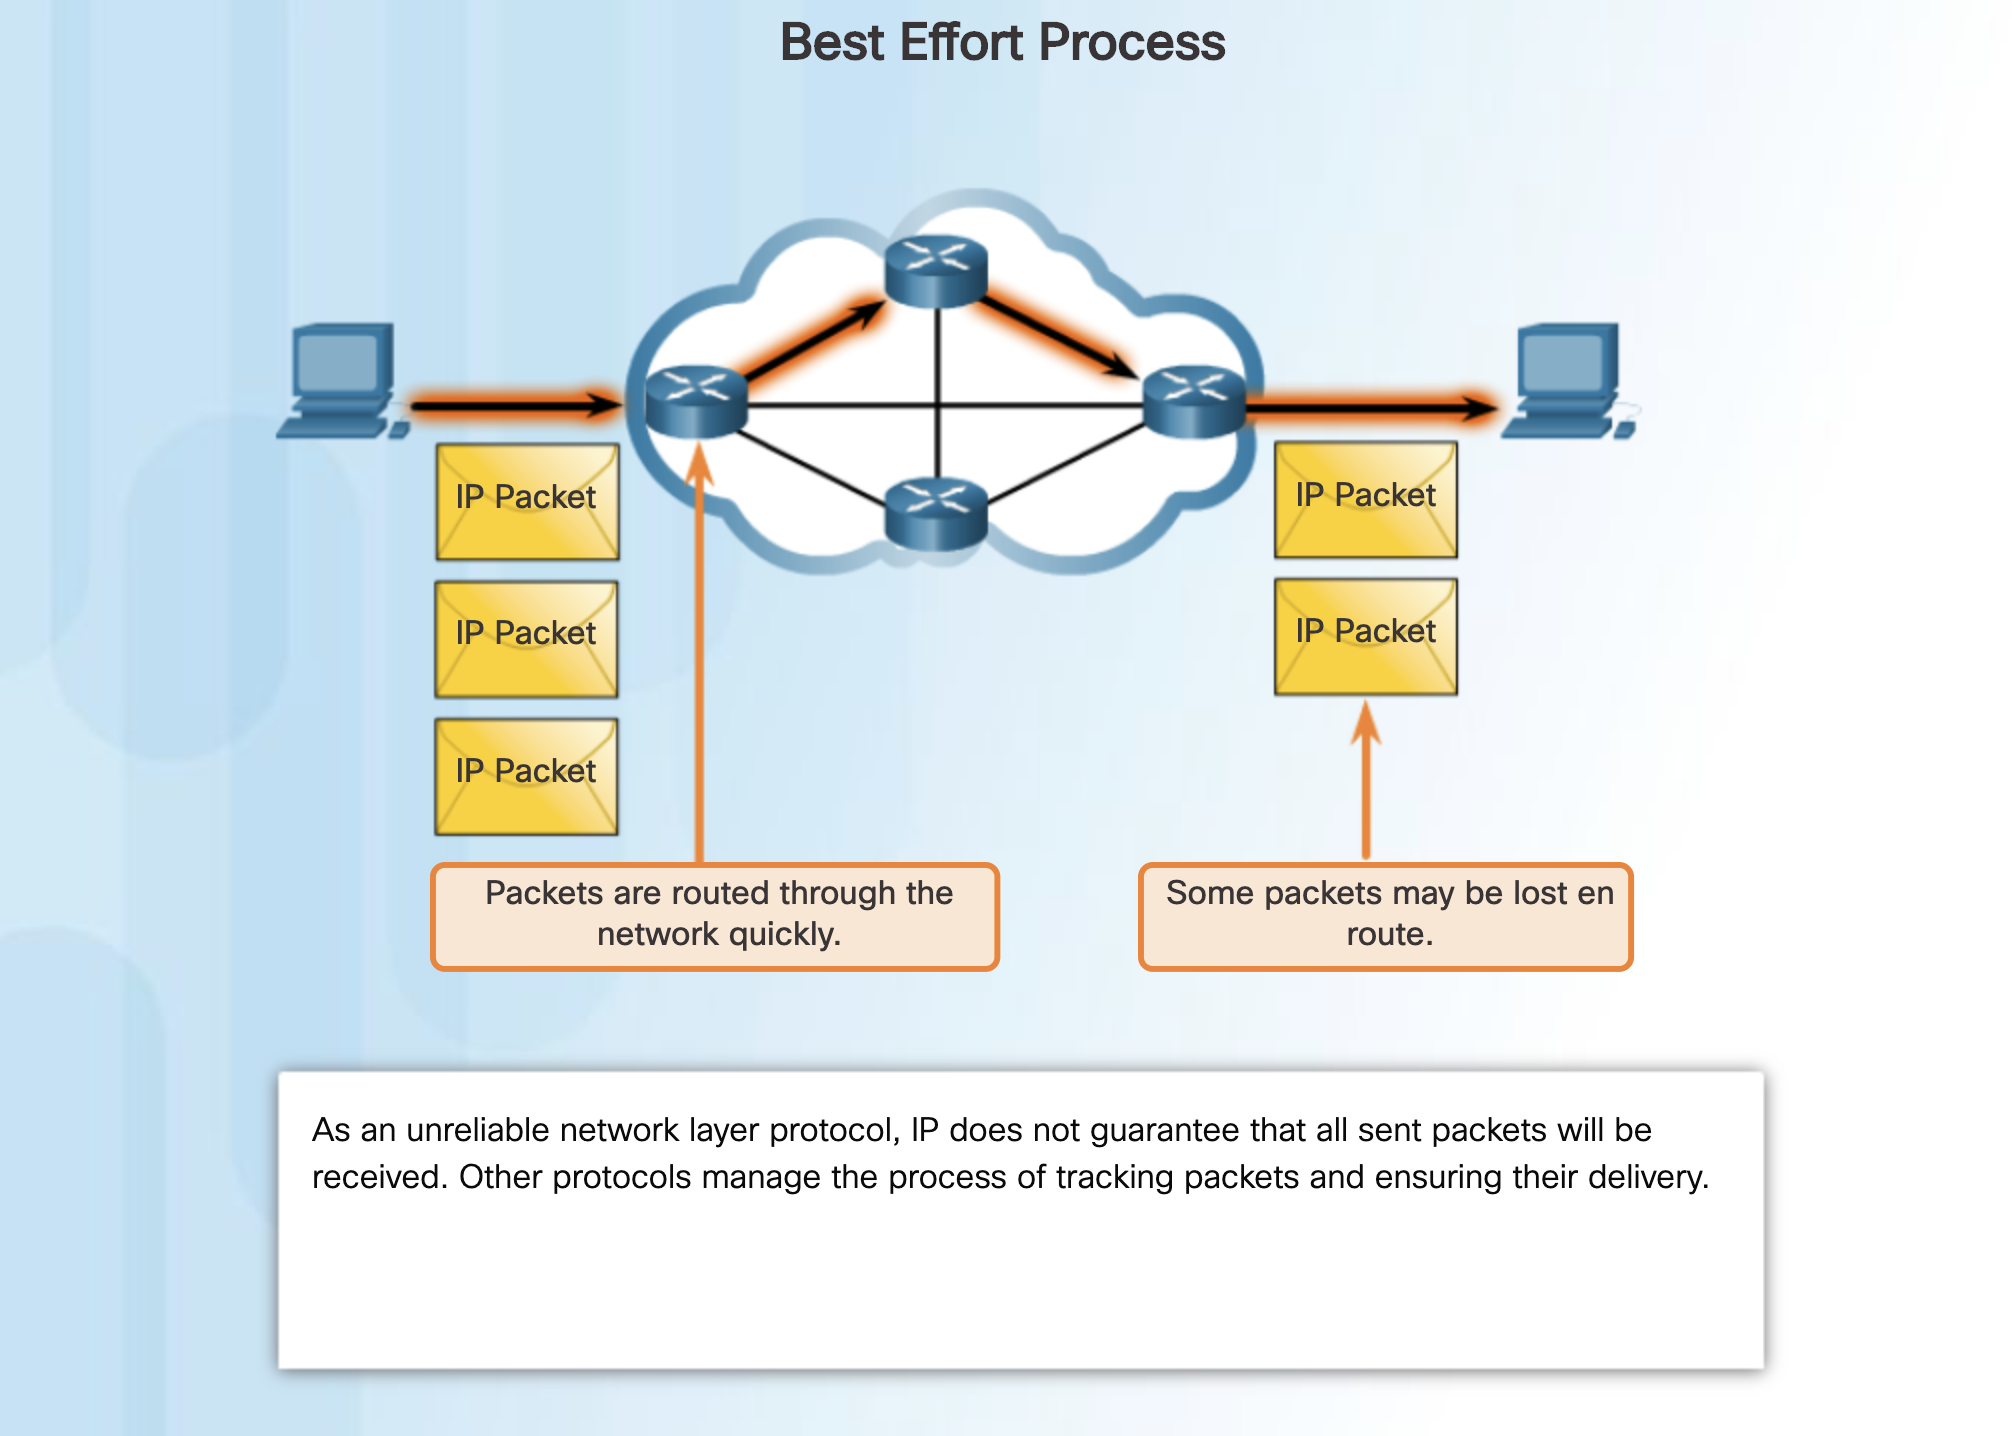 Best Effort Process
IP Packet
IP Packet
IP Packet
IP Packet
IP Packet
Packets are routed through the
network quickly.
Some packets may be lost en
route.
As an unreliable network layer protocol, IP does not guarantee that all sent packets will be
received. Other protocols manage the process of tracking packets and ensuring their delivery.